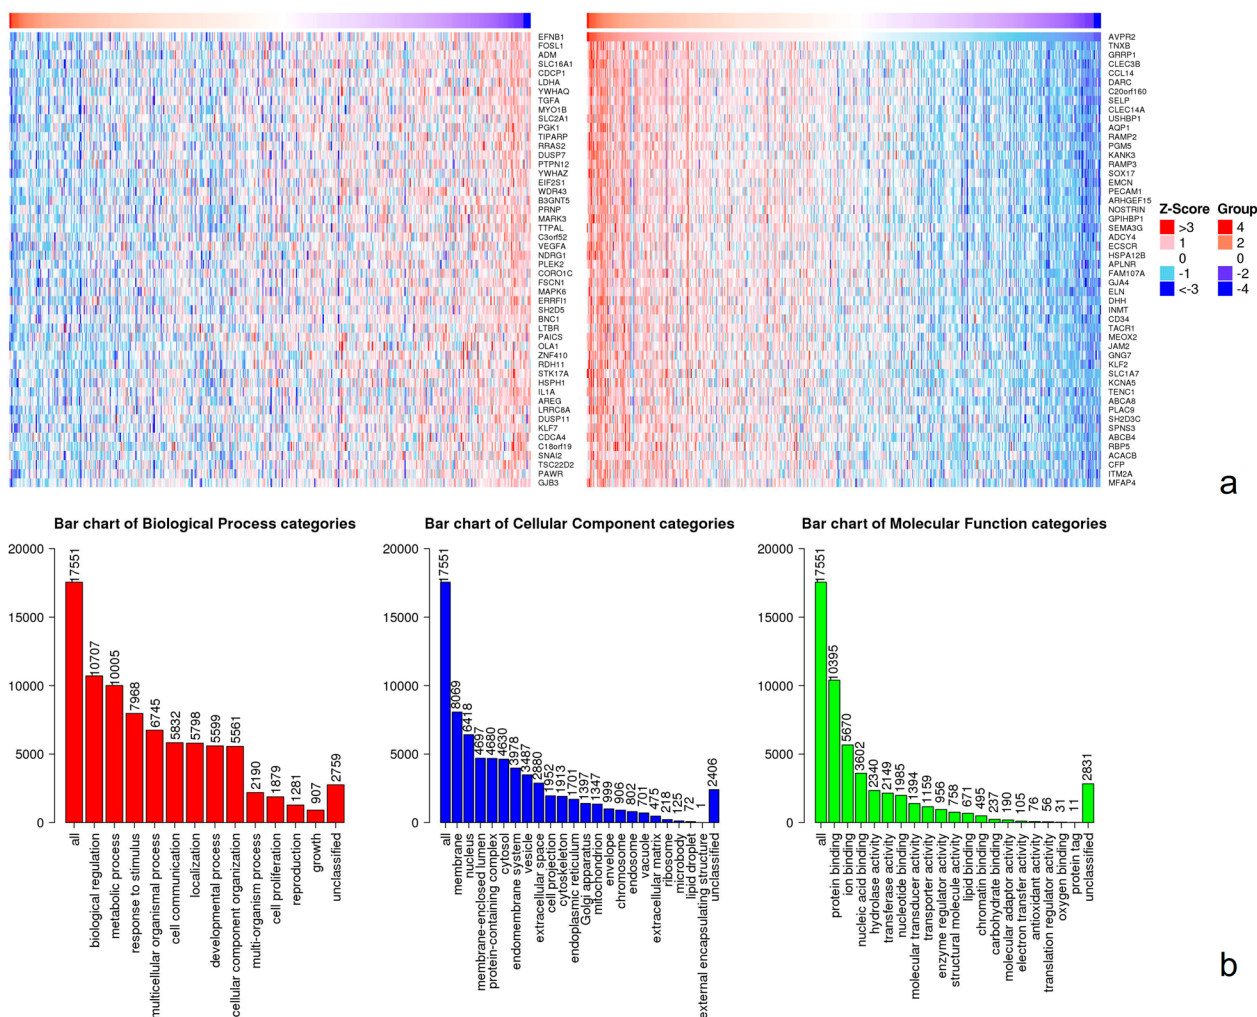 EFNB1
FOSL1
ADM
SLC16A1
CDCP1
LDHA
YWHAQ
TGFA
MYO1B
SLC2A1
PGK1
TIPARP
RRAS2
DUSP7
PTPN12
YWHAZ
EIF2S1
WDR43
B3GNT5
PRNP
MARK3
TTPAL
C3orf52
VEGFA
NDRG1
PLEK2
CORO1C
FSCN1
MAPK6
ERRFI1
SH2D5
BNC1
LTBR
PAICS
OLA1
ZNF410
RDH11
STK17A
HSPH1
IL1A
AREG
LRRC8A
DUSP11
KLF7
CDCA4
C18orf19
SNAI2
TSC22D2
PAWR
GJB3
AVPR2
TNXB
GRRP1
CLEC3B
CCL14
DARC
C20orf160
SELP
CLEC14A
USHBP1
AQP1
RAMP2
PGM5
KANK3
RAMP3
SOX17
EMCN
PECAM1
ARHGEF15
NOSTRIN
GPIHBP1
SEMA3G
ADCY4
ECSCR
HSPA12B
APLNR
FAM107A
GJA4
ELN
DHH
INMT
CD34
TACR1
MEOX2
JAM2
GNG7
KLF2
SLC1A7
KCNA5
TENC1
ABCA8
PLAC9
SH2D3C
SPNS3
ABCB4
RBP5
ACACB
CFP
ITM2A
MFAP4
Z-Score Group
>3 4
1 2
0 0
-1 -2
<-3 -4
a
Bar chart of Biological Process categories
20000
15000
10000
5000
0
17551
10707
10005
7968
6745
5832
5798
5599
5561
2190
1879
1281
907
2759
all
biological regulation
metabolic process
response to stimulus
multicellular organismal process
cell communication
localization
developmental process
cellular component organization
multi-organism process
cell proliferation
reproduction
growth
unclassified
Bar chart of Cellular Component categories
20000
15000
10000
5000
0
17551
8069
6418
4697
4680
4630
3978
3487
2880
1952
1913
1701
1397
1347
999
906
802
701
475
218
125
72
1
2406
all
membrane
nucleus
membrane-enclosed lumen
protein-containing complex
cytosol
endomembrane system
vesicle
extracellular space
cell projection
cytoskeleton
endoplasmic reticulum
Golgi apparatus
mitochondrion
envelope
chromosome
endosome
vacuole
extracellular matrix
ribosome
microbody
lipid droplet
external encapsulating structure
unclassified
Bar chart of Molecular Function categories
20000
15000
10000
5000
0
17551
10395
5670
3602
2340
2149
1985
1394
1159
956
758
671
495
237
190
105
76
56
31
11
2831
all
protein binding
ion binding
nucleic acid binding
hydrolase activity
transferase activity
nucleotide binding
molecular transducer activity
transporter activity
enzyme regulator activity
structural molecule activity
lipid binding
chromatin binding
carbohydrate binding
molecular adaptor activity
electron transfer activity
antioxidant activity
translation regulator activity
oxygen binding
protein tag
unclassified
b